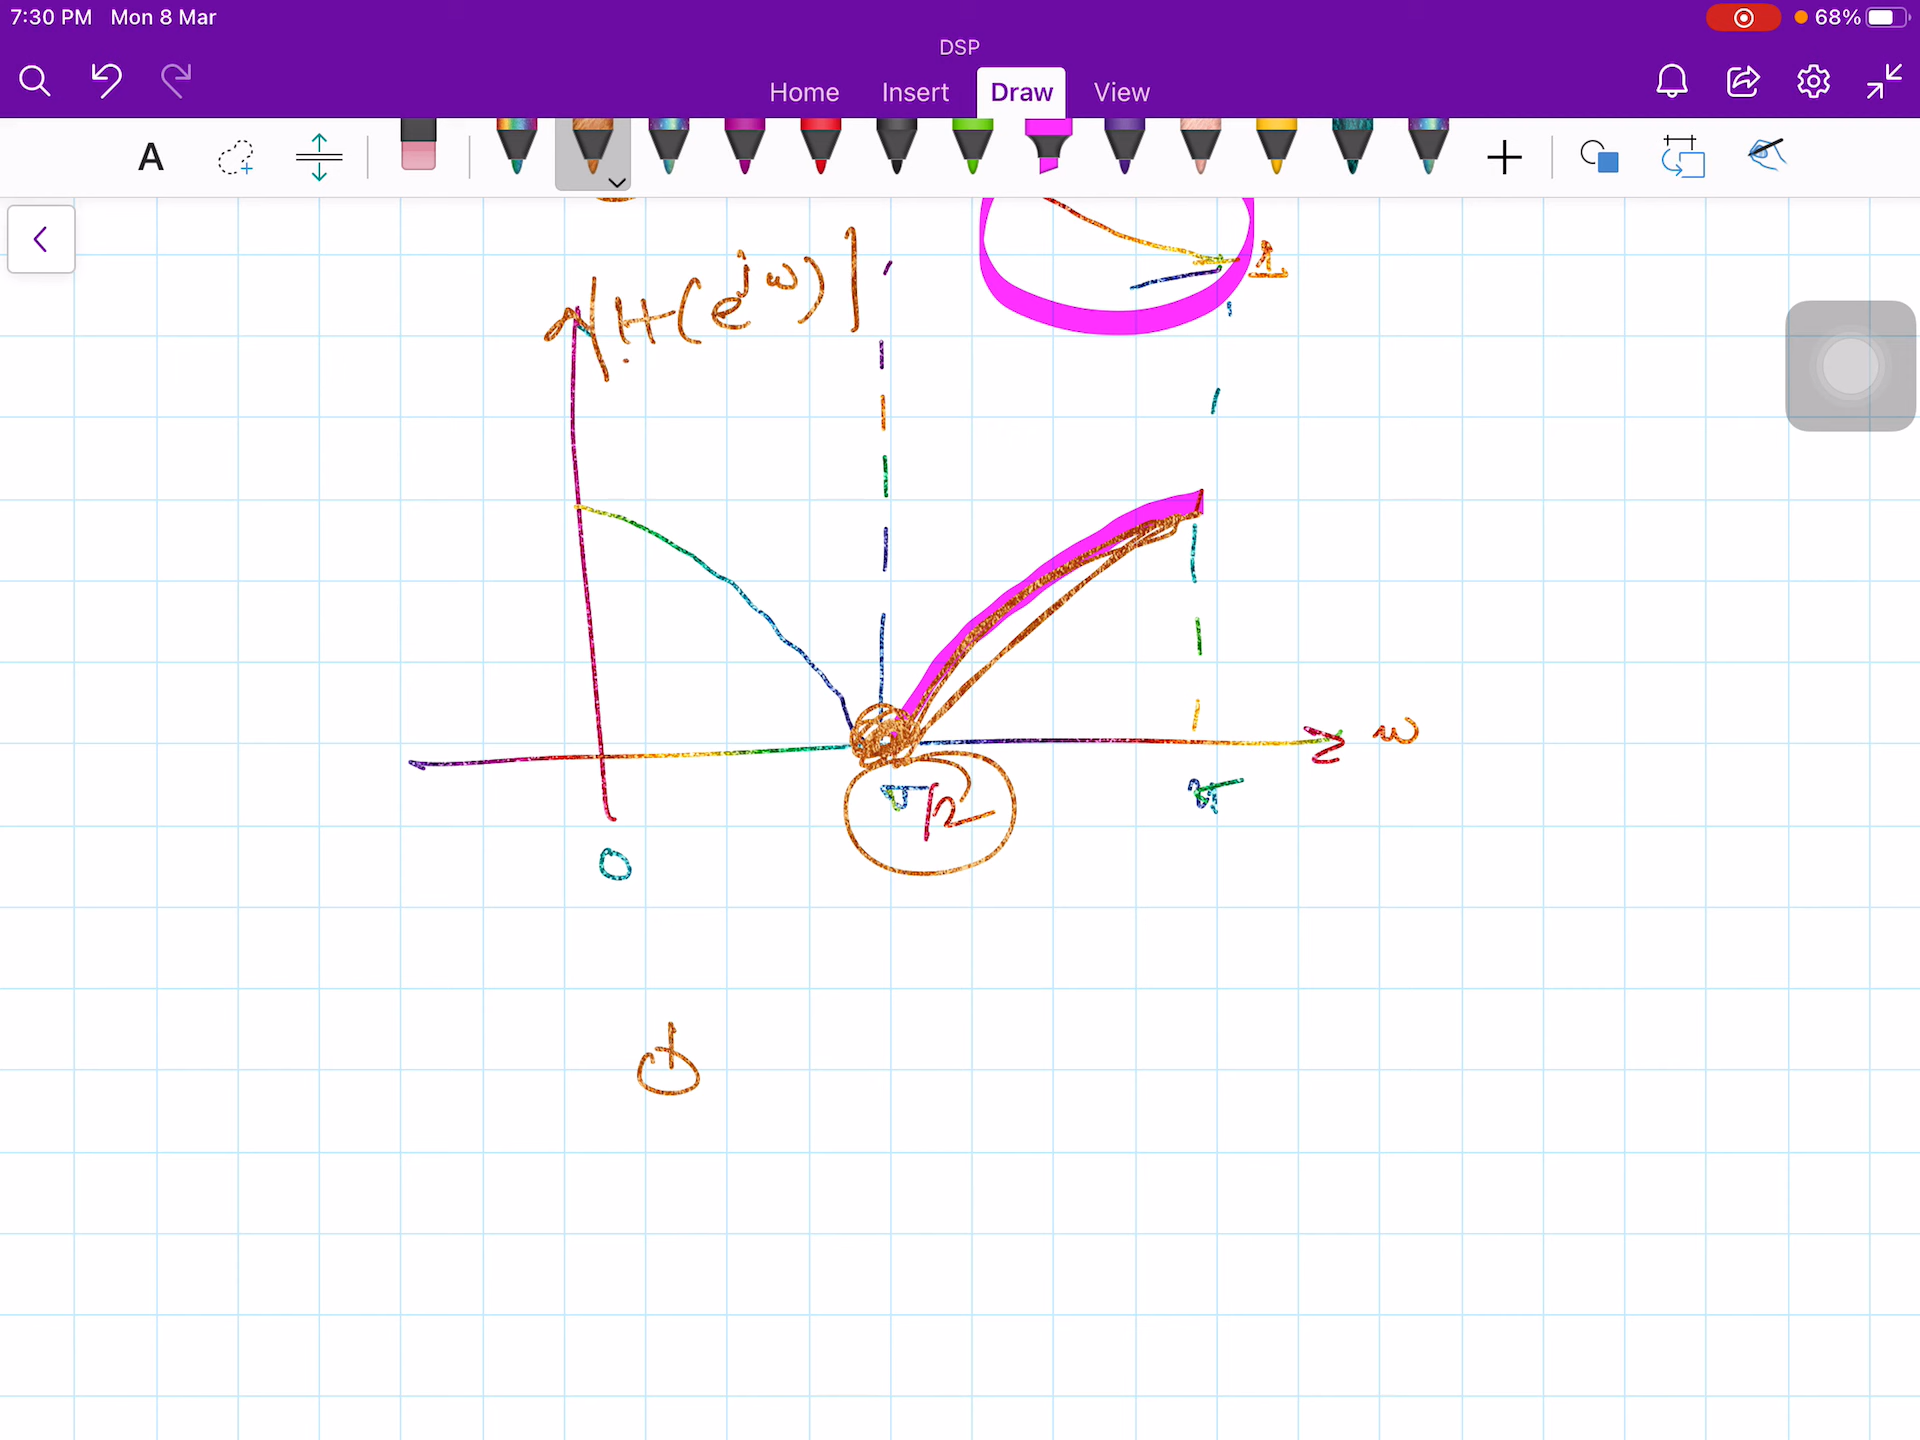 7:30 PM Mon 8 Mar
68%
DSP
Home Insert Draw View
A
1
|H(e^jω)|
ω
π/2
π
0